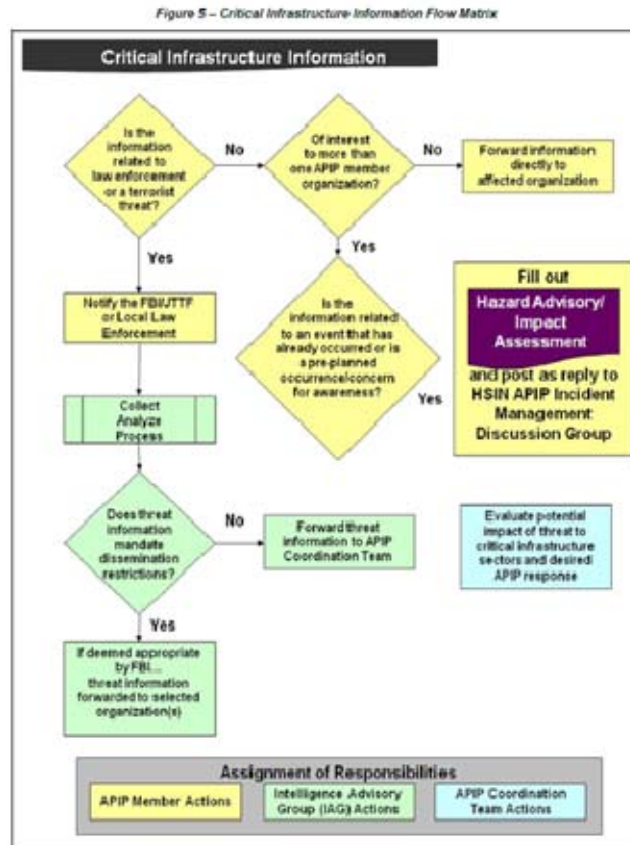 Figure 5 – Critical Infrastructure-Information Flow Matrix
Critical Infrastructure Information
Is the
information
related to
law enforcement
or a terrorist
threat?
No
Of interest
to more than
one APIP member
organization?
No
Forward information
directly to
affected organization
Yes
Notify the FBI/JTTF
or Local Law
Enforcement
Yes
Is the
information related
to an event that has
already occurred or is
a pre-planned
occurrence/concern
for awareness?
Yes
Fill out
Hazard Advisory/
Impact
Assessment
and post as reply to
HSIN APIP Incident
Management:
Discussion Group
Collect
Analyze
Process
Does threat
information
mandate
dissemination
restrictions?
No
Forward threat
information to APIP
Coordination Team
Evaluate potential
impact of threat to
critical infrastructure
sectors and desired
APIP response
Yes
If deemed appropriate
by FBI...
threat information
forwarded to selected
organization(s)
Assignment of Responsibilities
APIP Member Actions
Intelligence Advisory
Group (IAG) Actions
APIP Coordination
Team Actions